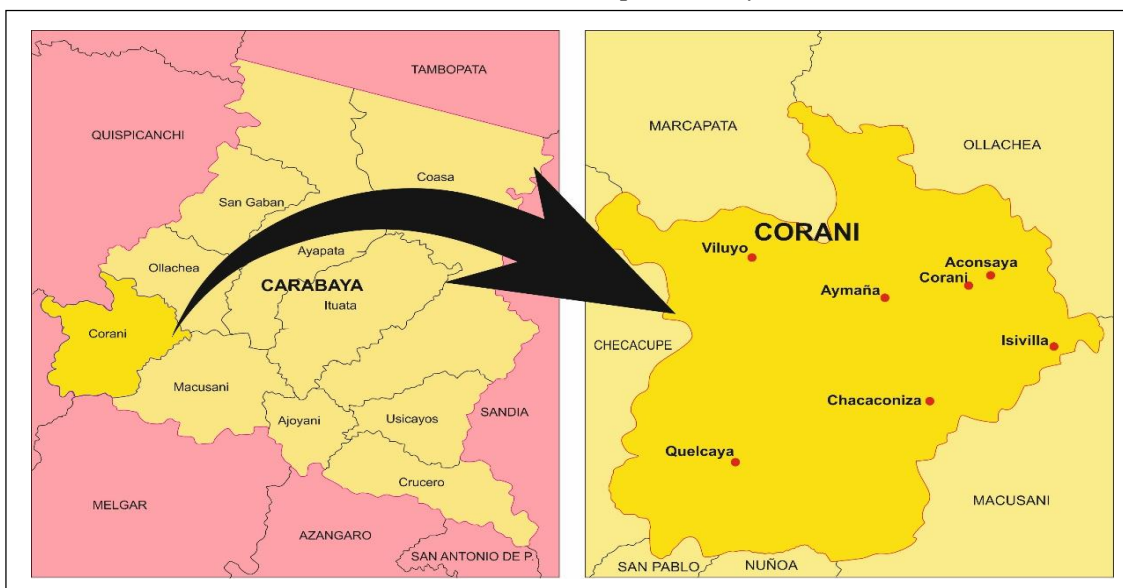 TAMBOPATA
QUISPICANCHI
Coasa
San Gaban
Ayapata
Ollachea
CARABAYA
Ituata
Corani
Macusani
Ajoyani
Usicayos
SANDIA
Crucero
MELGAR
AZANGARO
SAN ANTONIO DE P.
MARCAPATA
OLLACHEA
CORANI
Viluyo
Aconsaya
Corani
Aymaña
CHECACUPE
Isivilla
Chacaconiza
Quelcaya
MACUSANI
SAN PABLO
NUÑOA